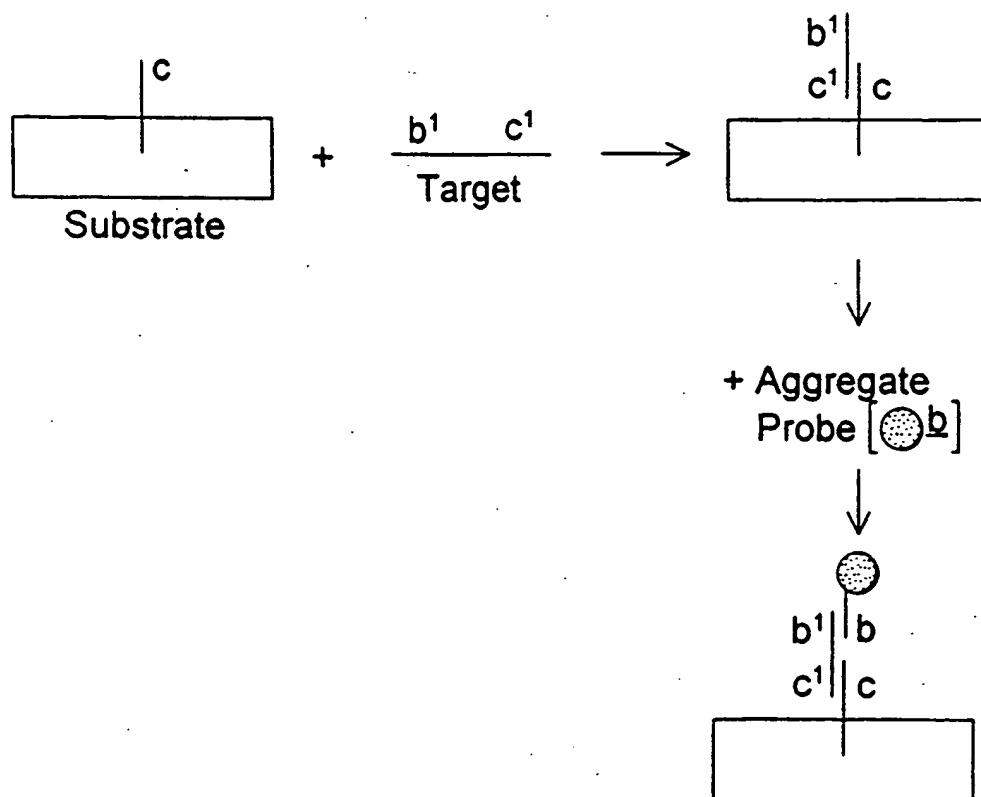 c
Substrate
+
b¹ c¹
Target
b¹
c¹ c
+ Aggregate
Probe [b]
b¹ b
c¹ c